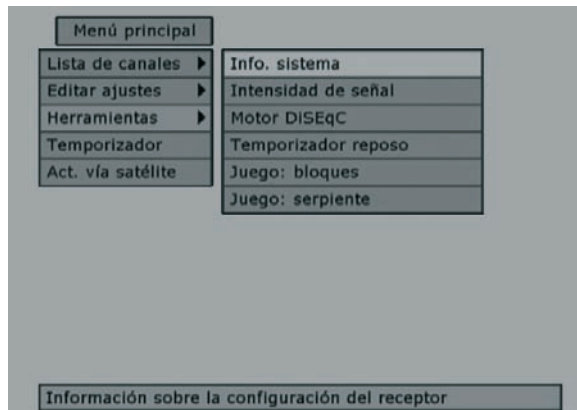 Menú principal
Lista de canales
Editar ajustes
Herramientas
Temporizador
Act. vía satélite
Info. sistema
Intensidad de señal
Motor DiSEqC
Temporizador reposo
Juego: bloques
Juego: serpiente
Información sobre la configuración del receptor